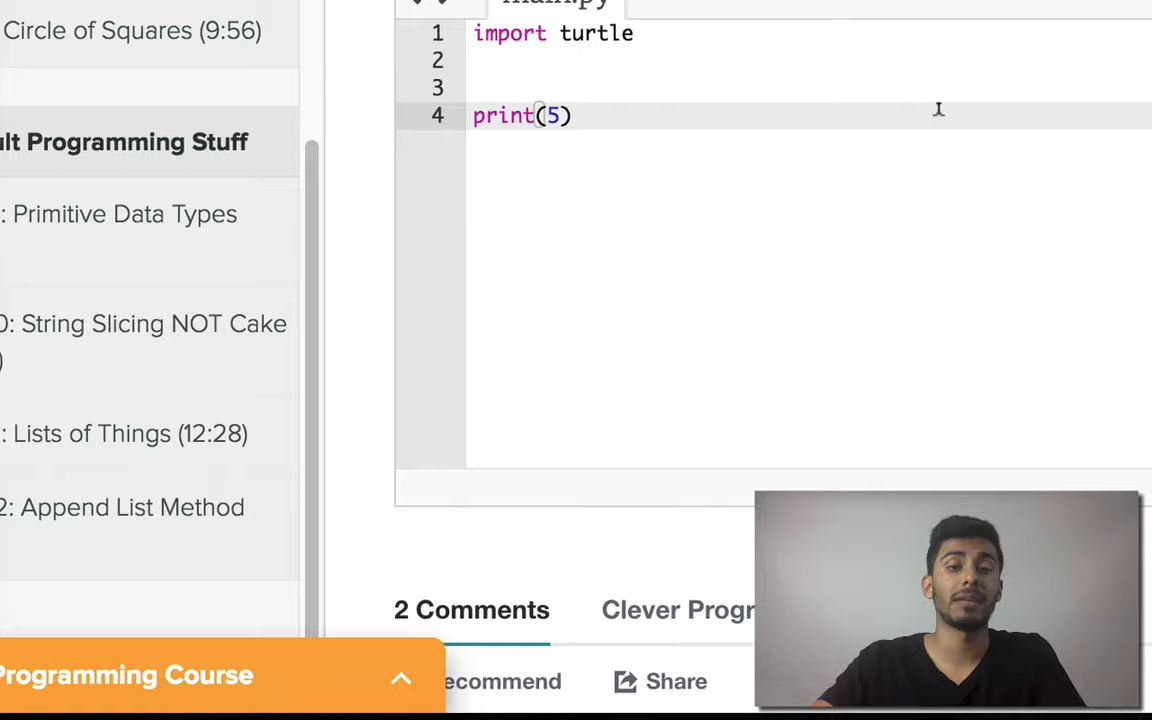 Circle of Squares (9:56)
ult Programming Stuff
: Primitive Data Types
0: String Slicing NOT Cake
)
: Lists of Things (12:28)
2: Append List Method
main.py
1 import turtle
2
3
4 print(5)
2 Comments
Clever Progr
ecommend
Share
Programming Course